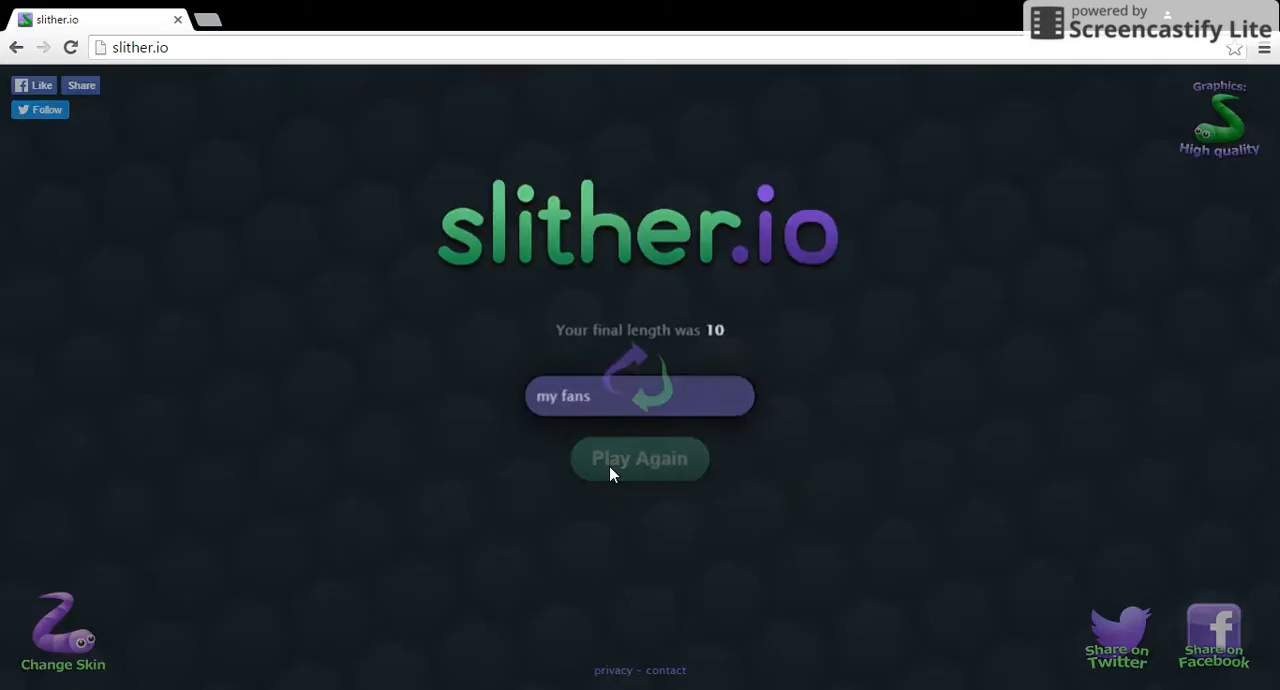 slither.io
powered by
Screencastify Lite
slither.io
Like
Share
Follow
Graphics:
High quality
slither.io
Your final length was 10
my fans
Play Again
Change Skin
privacy - contact
Share on
Twitter
Share on
Facebook